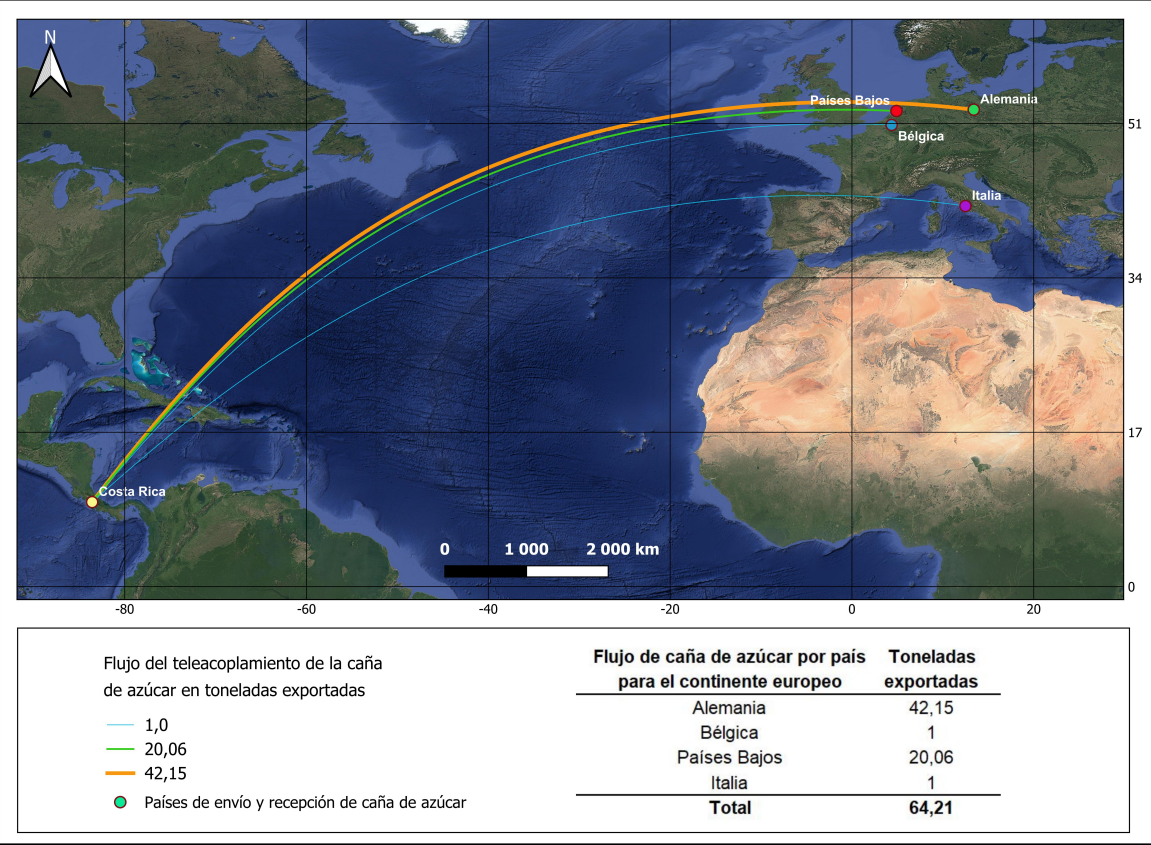 N
Países Bajos
Alemania
51
Bélgica
Italia
34
17
Costa Rica
0 1 000 2 000 km
0
-80 -60 -40 -20 0 20
Flujo del teleacoplamiento de la caña
de azúcar en toneladas exportadas
1,0
20,06
42,15
Países de envío y recepción de caña de azúcar
Flujo de caña de azúcar por país Toneladas
para el continente europeo exportadas
Alemania 42,15
Bélgica 1
Países Bajos 20,06
Italia 1
Total 64,21